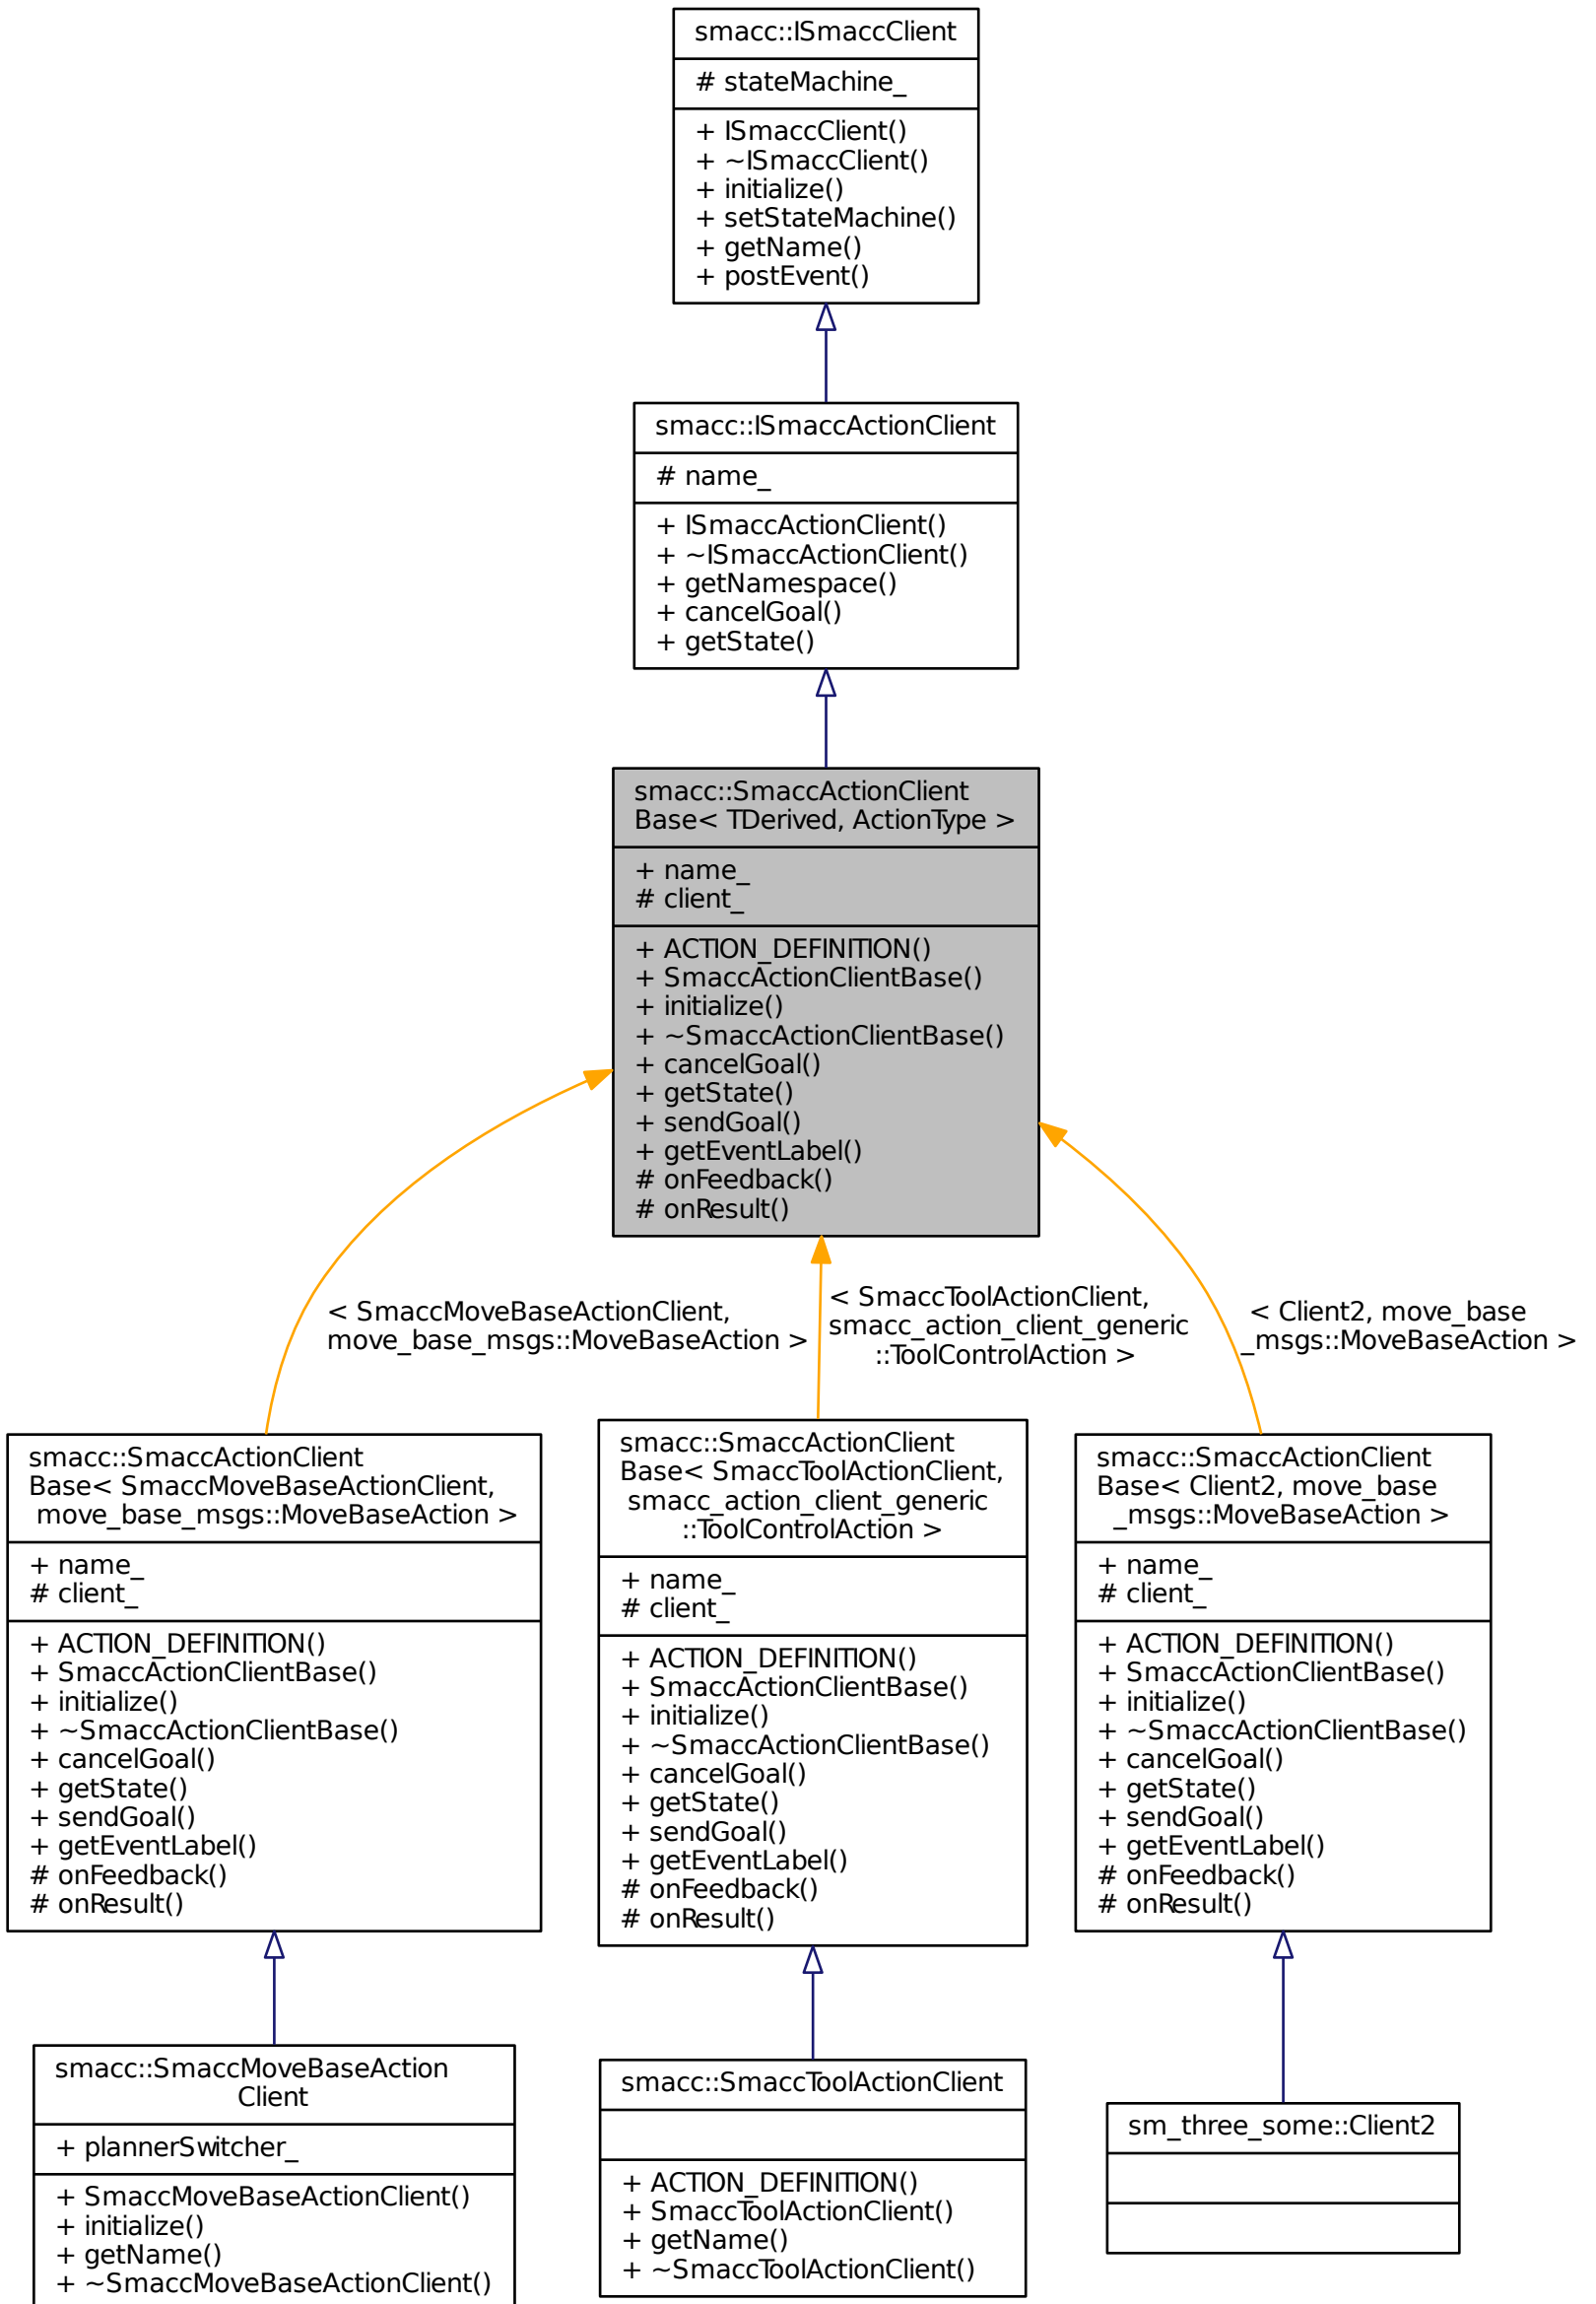 smacc::ISmaccClient
# stateMachine_
+ ISmaccClient()
+ ~ISmaccClient()
+ initialize()
+ setStateMachine()
+ getName()
+ postEvent()
smacc::ISmaccActionClient
# name_
+ ISmaccActionClient()
+ ~ISmaccActionClient()
+ getNamespace()
+ cancelGoal()
+ getState()
smacc::SmaccActionClient
Base< TDerived, ActionType >
+ name_
# client_
+ ACTION_DEFINITION()
+ SmaccActionClientBase()
+ initialize()
+ ~SmaccActionClientBase()
+ cancelGoal()
+ getState()
+ sendGoal()
+ getEventLabel()
# onFeedback()
# onResult()
< SmaccMoveBaseActionClient,
move_base_msgs::MoveBaseAction >
< SmaccToolActionClient,
smacc_action_client_generic
::ToolControlAction >
< Client2, move_base
_msgs::MoveBaseAction >
smacc::SmaccActionClient
Base< SmaccMoveBaseActionClient,
move_base_msgs::MoveBaseAction >
+ name_
# client_
+ ACTION_DEFINITION()
+ SmaccActionClientBase()
+ initialize()
+ ~SmaccActionClientBase()
+ cancelGoal()
+ getState()
+ sendGoal()
+ getEventLabel()
# onFeedback()
# onResult()
smacc::SmaccActionClient
Base< SmaccToolActionClient,
smacc_action_client_generic
::ToolControlAction >
+ name_
# client_
+ ACTION_DEFINITION()
+ SmaccActionClientBase()
+ initialize()
+ ~SmaccActionClientBase()
+ cancelGoal()
+ getState()
+ sendGoal()
+ getEventLabel()
# onFeedback()
# onResult()
smacc::SmaccActionClient
Base< Client2, move_base
_msgs::MoveBaseAction >
+ name_
# client_
+ ACTION_DEFINITION()
+ SmaccActionClientBase()
+ initialize()
+ ~SmaccActionClientBase()
+ cancelGoal()
+ getState()
+ sendGoal()
+ getEventLabel()
# onFeedback()
# onResult()
smacc::SmaccMoveBaseAction
Client
+ plannerSwitcher_
+ SmaccMoveBaseActionClient()
+ initialize()
+ getName()
+ ~SmaccMoveBaseActionClient()
smacc::SmaccToolActionClient
+ ACTION_DEFINITION()
+ SmaccToolActionClient()
+ getName()
+ ~SmaccToolActionClient()
sm_three_some::Client2